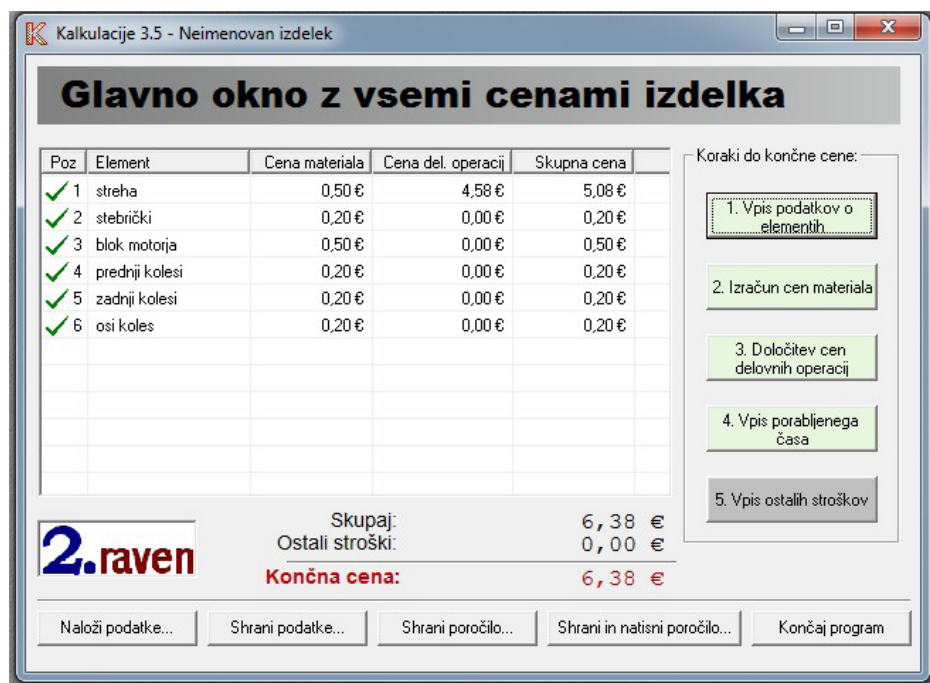 Kalkulacije 3.5 - Neimenovan izdelek
Glavno okno z vsemi cenami izdelka
Poz Element Cena materiala Cena del. operacij Skupna cena
1 streha 0,50 € 4,58 € 5,08 €
2 stebrički 0,20 € 0,00 € 0,20 €
3 blok motorja 0,50 € 0,00 € 0,50 €
4 prednji kolesi 0,20 € 0,00 € 0,20 €
5 zadnji kolesi 0,20 € 0,00 € 0,20 €
6 osi koles 0,20 € 0,00 € 0,20 €
Koraki do končne cene:
1. Vpis podatkov o
elementih
2. Izračun cen materiala
3. Določitev cen
delovnih operacij
4. Vpis porabljenega
časa
5. Vpis ostalih stroškov
2.raven
Skupaj: 6,38 €
Ostali stroški: 0,00 €
Končna cena: 6,38 €
Naloži podatke... Shrani podatke... Shrani poročilo... Shrani in natisni poročilo... Končaj program